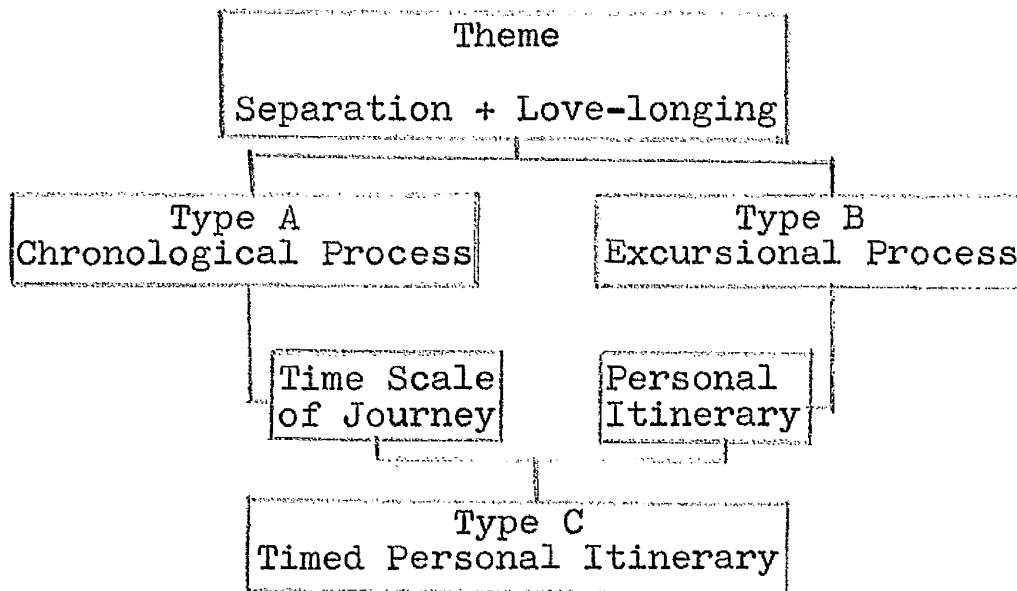 Theme
Separation + Love-longing
Type A
Chronological Process
Type B
Excursional Process
Time Scale
of Journey
Personal
Itinerary
Type C
Timed Personal Itinerary